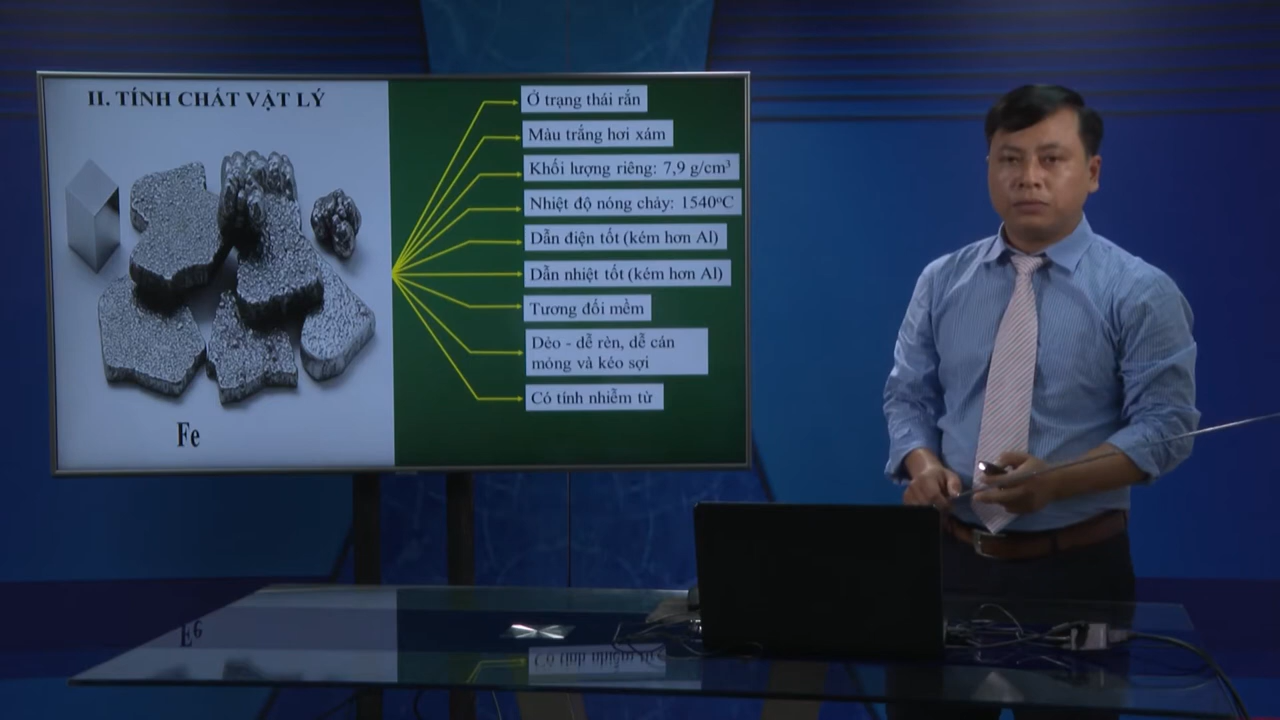 II. TÍNH CHẤT VẬT LÝ
Fe
Ở trạng thái rắn
Màu trắng hơi xám
Khối lượng riêng: 7,9 g/cm³
Nhiệt độ nóng chảy: 1540ºC
Dẫn điện tốt (kém hơn Al)
Dẫn nhiệt tốt (kém hơn Al)
Tương đối mềm
Dẻo - dễ rèn, dễ cán
mỏng và kéo sợi
Có tính nhiễm từ